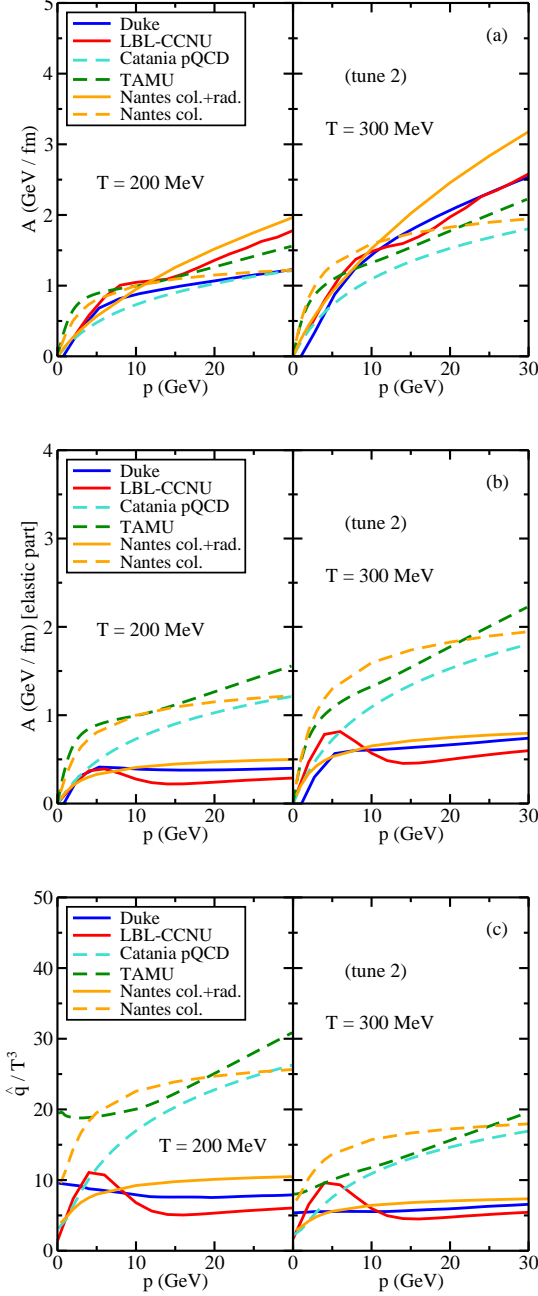 5
4
3
2
1
0
A (GeV / fm)
Duke
LBL-CCNU
Catania pQCD
TAMU
Nantes col.+rad.
Nantes col.
T = 200 MeV
(a)
(tune 2)
T = 300 MeV
0 10 20 0 10 20 30
p (GeV) p (GeV)
4
3
2
1
0
A (GeV / fm) [elastic part]
Duke
LBL-CCNU
Catania pQCD
TAMU
Nantes col.+rad.
Nantes col.
T = 200 MeV
(b)
(tune 2)
T = 300 MeV
0 10 20 0 10 20 30
p (GeV) p (GeV)
50
40
30
20
10
0
q̂ / T³
Duke
LBL-CCNU
Catania pQCD
TAMU
Nantes col.+rad.
Nantes col.
T = 200 MeV
(c)
(tune 2)
T = 300 MeV
0 10 20 0 10 20 30
p (GeV) p (GeV)